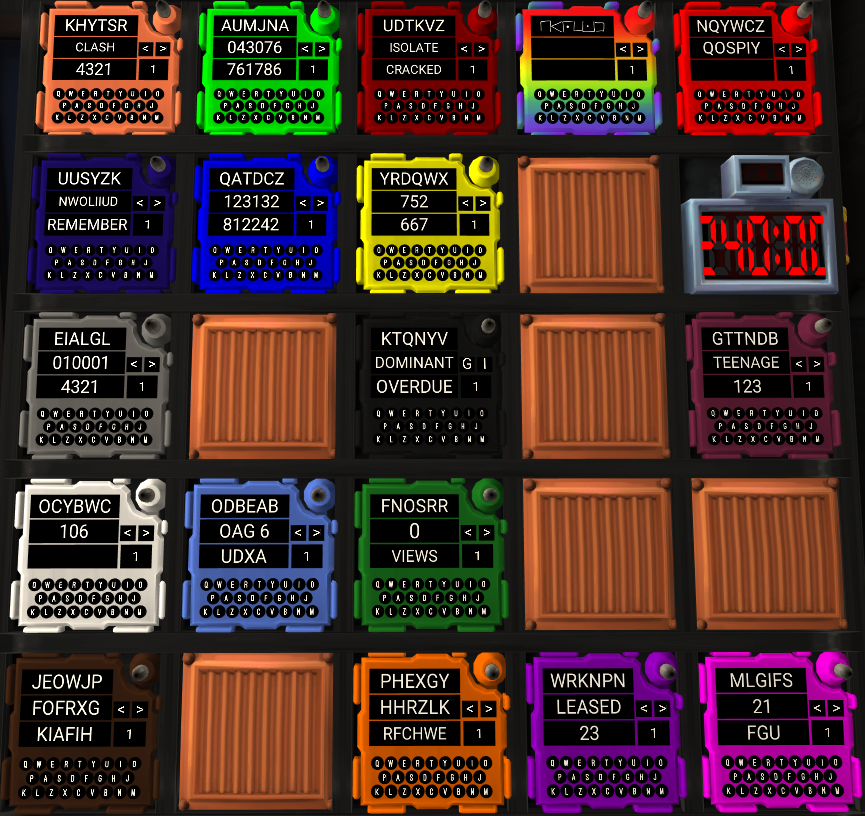 KHYTSR
CLASH < >
4321 1
Q W E R T Y U I O
P A S D F G H J
K L Z X C V B N M
AUMJNA
043076 < >
761786 1
Q W E R T Y U I O
P A S D F G H J
K L Z X C V B N M
UDTKVZ
ISOLATE < >
CRACKED 1
Q W E R T Y U I O
P A S D F G H J
K L Z X C V B N M
< >
1
Q W E R T Y U I O
P A S D F G H J
K L Z X C V B N M
NQYWCZ
QOSPIY < >
1
Q W E R T Y U I O
P A S D F G H J
K L Z X C V B N M
UUSYZK
NWOLIIUD < >
REMEMBER 1
Q W E R T Y U I O
P A S D F G H J
K L Z X C V B N M
QATDCZ
123132 < >
812242 1
Q W E R T Y U I O
P A S D F G H J
K L Z X C V B N M
YRDQWX
752 < >
667 1
Q W E R T Y U I O
P A S D F G H J
K L Z X C V B N M
EIALGL
010001 < >
4321 1
Q W E R T Y U I O
P A S D F G H J
K L Z X C V B N M
KTQNYV
DOMINANT G I
OVERDUE 1
Q W E R T Y U I O
P A S D F G H J
K L Z X C V B N M
GTTNDB
TEENAGE < >
123 1
Q W E R T Y U I O
P A S D F G H J
K L Z X C V B N M
OCYBWC
106 < >
1
Q W E R T Y U I O
P A S D F G H J
K L Z X C V B N M
ODBEAB
OAG 6 < >
UDXA 1
Q W E R T Y U I O
P A S D F G H J
K L Z X C V B N M
FNOSRR
0 < >
VIEWS 1
Q W E R T Y U I O
P A S D F G H J
K L Z X C V B N M
JEOWJP
FOFRXG < >
KIAFIH 1
Q W E R T Y U I O
P A S D F G H J
K L Z X C V B N M
PHEXGY
HHRZLK < >
RFCHWE 1
Q W E R T Y U I O
P A S D F G H J
K L Z X C V B N M
WRKNPN
LEASED < >
23 1
Q W E R T Y U I O
P A S D F G H J
K L Z X C V B N M
MLGIFS
21 < >
FGU 1
Q W E R T Y U I O
P A S D F G H J
K L Z X C V B N M